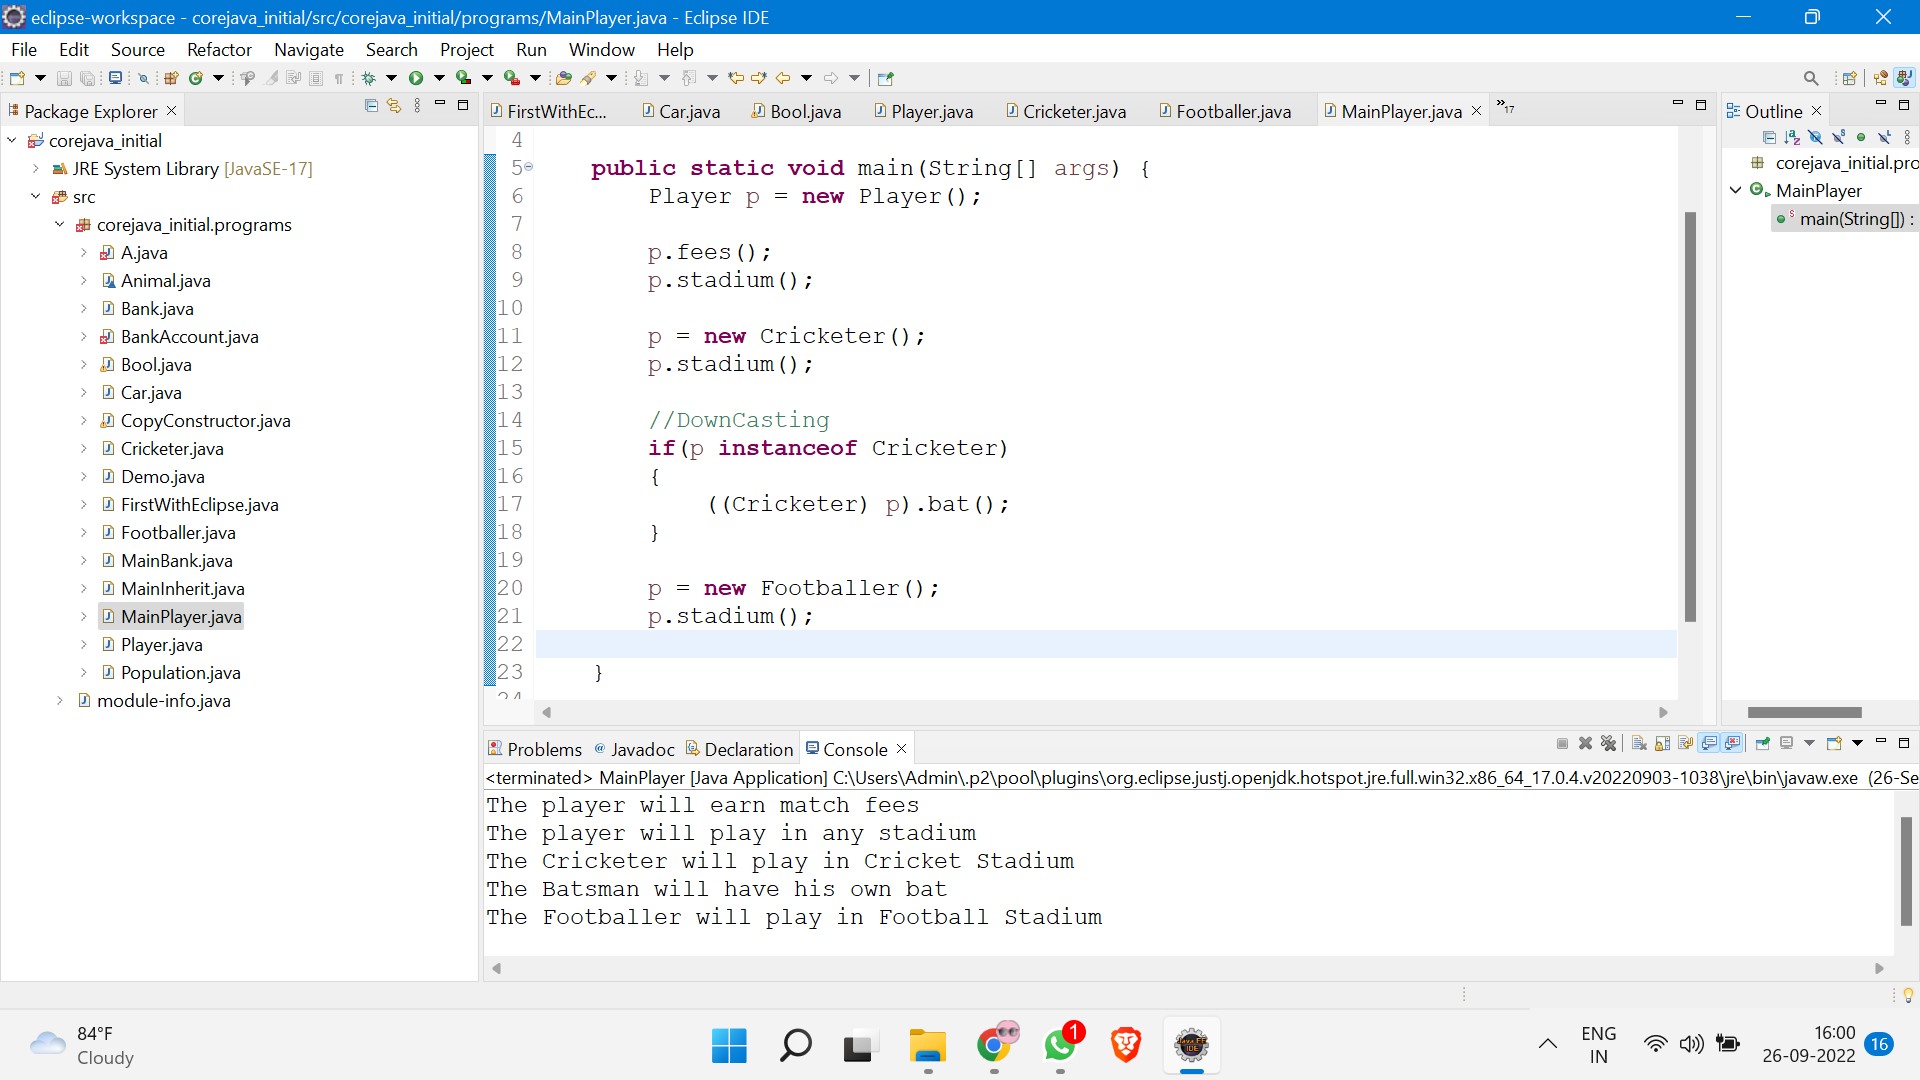 eclipse-workspace - corejava_initial/src/corejava_initial/programs/MainPlayer.java - Eclipse IDE
File Edit Source Refactor Navigate Search Project Run Window Help
Package Explorer
corejava_initial
JRE System Library [JavaSE-17]
src
corejava_initial.programs
A.java
Animal.java
Bank.java
BankAccount.java
Bool.java
Car.java
CopyConstructor.java
Cricketer.java
Demo.java
FirstWithEclipse.java
Footballer.java
MainBank.java
MainInherit.java
MainPlayer.java
Player.java
Population.java
module-info.java
FirstWithEc... Car.java Bool.java Player.java Cricketer.java Footballer.java MainPlayer.java »17
4
5 public static void main(String[] args) {
6 Player p = new Player();
7
8 p.fees();
9 p.stadium();
10
11 p = new Cricketer();
12 p.stadium();
13
14 //DownCasting
15 if(p instanceof Cricketer)
16 {
17 ((Cricketer) p).bat();
18 }
19
20 p = new Footballer();
21 p.stadium();
22
23 }
24
Outline
corejava_initial.pro
MainPlayer
main(String[]) :
Problems @ Javadoc Declaration Console
<terminated> MainPlayer [Java Application] C:\Users\Admin\.p2\pool\plugins\org.eclipse.justj.openjdk.hotspot.jre.full.win32.x86_64_17.0.4.v20220903-1038\jre\bin\javaw.exe (26-Se
The player will earn match fees
The player will play in any stadium
The Cricketer will play in Cricket Stadium
The Batsman will have his own bat
The Footballer will play in Football Stadium
84°F
Cloudy
1
Java EE
IDE
ENG
IN
16:00
26-09-2022
16